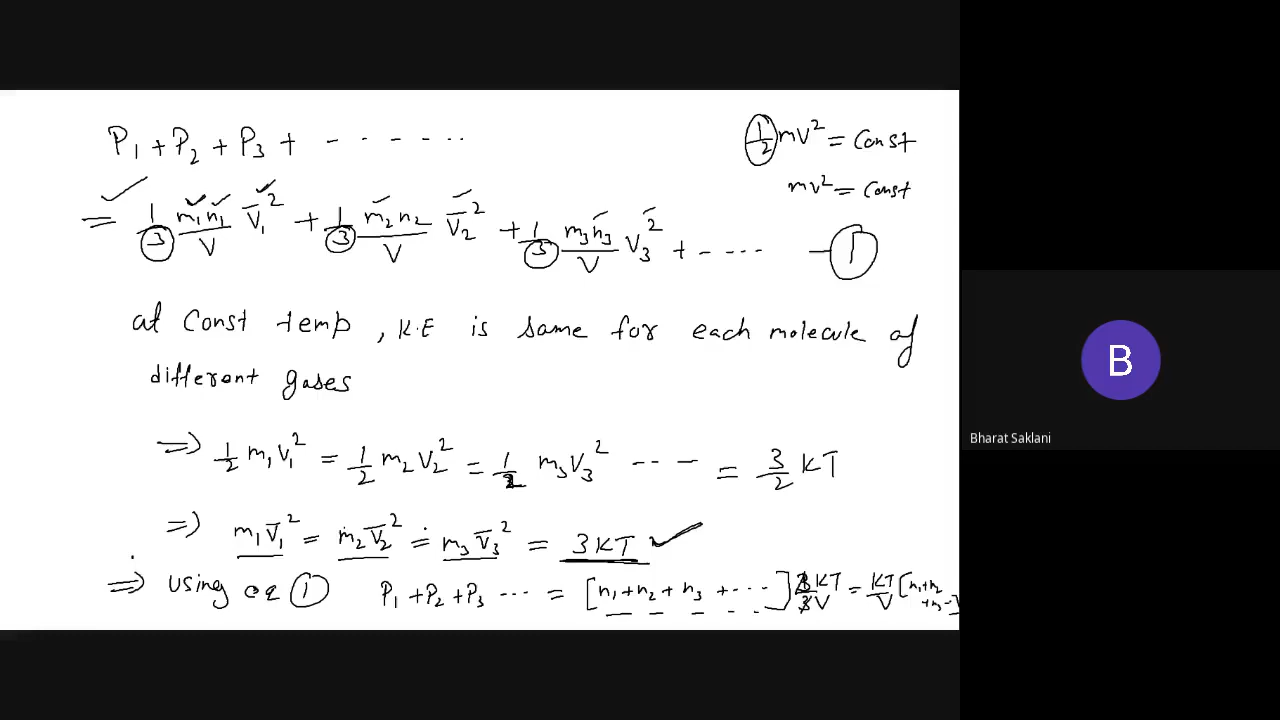 P₁ + P₂ + P₃ + - - - - - -
1/2 mv² = Const
mv² = Const
= 1/3 m₁n₁/V V̄₁² + 1/3 m₂n₂/V V̄₂² + 1/3 m₃n₃/V V̄₃² + - - - - — ①
at Const temp , K.E is same for each molecule of
different gases
⇒ 1/2 m₁V₁² = 1/2 m₂V₂² = 1/2 m₃V₃² - - - = 3/2 KT
⇒ m₁V̄₁² = m₂V̄₂² = m₃V̄₃² = 3KT
⇒ using eq ① P₁ + P₂ + P₃ ... = [n₁ + n₂ + n₃ + ...] 3KT/3V = KT/V [n₁ + n₂
+ n₃ -
B
Bharat Saklani